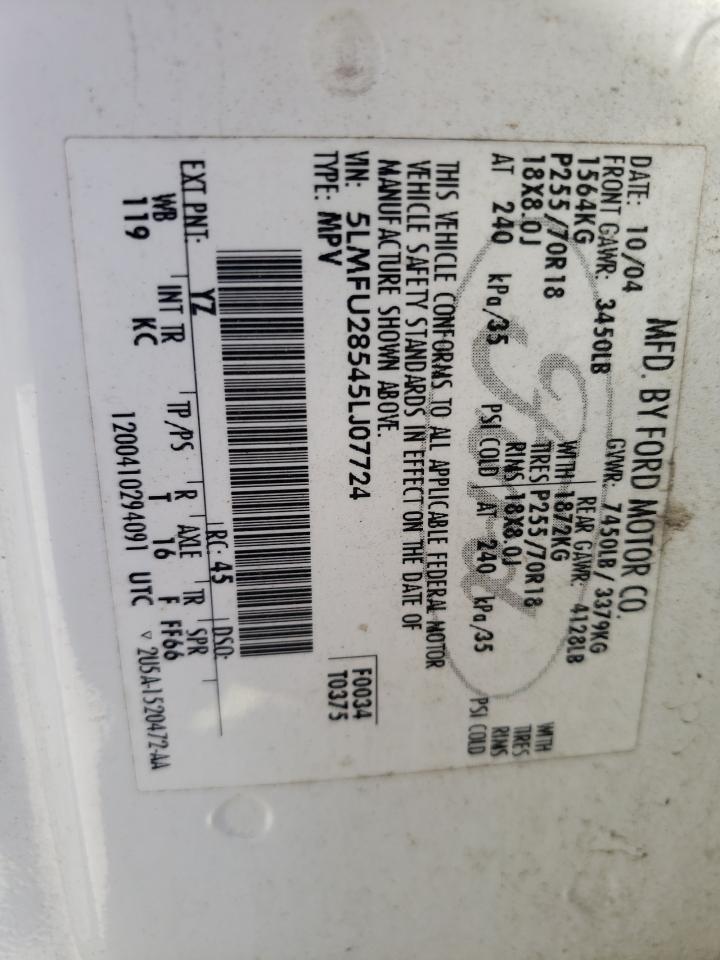 MFD. BY FORD MOTOR CO.
DATE: 10/04 GVWR: 7450LB / 3379KG
FRONT GAWR: 3450LB REAR GAWR: 4128LB
1564KG WITH 1872KG WITH
P255/70R18 TIRES P255/70R18 TIRES
18X8.0J RIMS 18X8.0J RIMS
AT 240 kPa/35 PSI COLD AT 240 kPa/35 PSI COLD
THIS VEHICLE CONFORMS TO ALL APPLICABLE FEDERAL MOTOR
VEHICLE SAFETY STANDARDS IN EFFECT ON THE DATE OF
MANUFACTURE SHOWN ABOVE.
VIN: 5LMFU28545LJ07724 F0034
TYPE: MPV T0375
EXT PNT: YZ RC: 45 DSO:
WB INT TR TP/PS R AXLE TR SPR
119 KC T 16 F FF66
120041029409​1 UTC ▽ 2U5A-1520472-AA
Ford